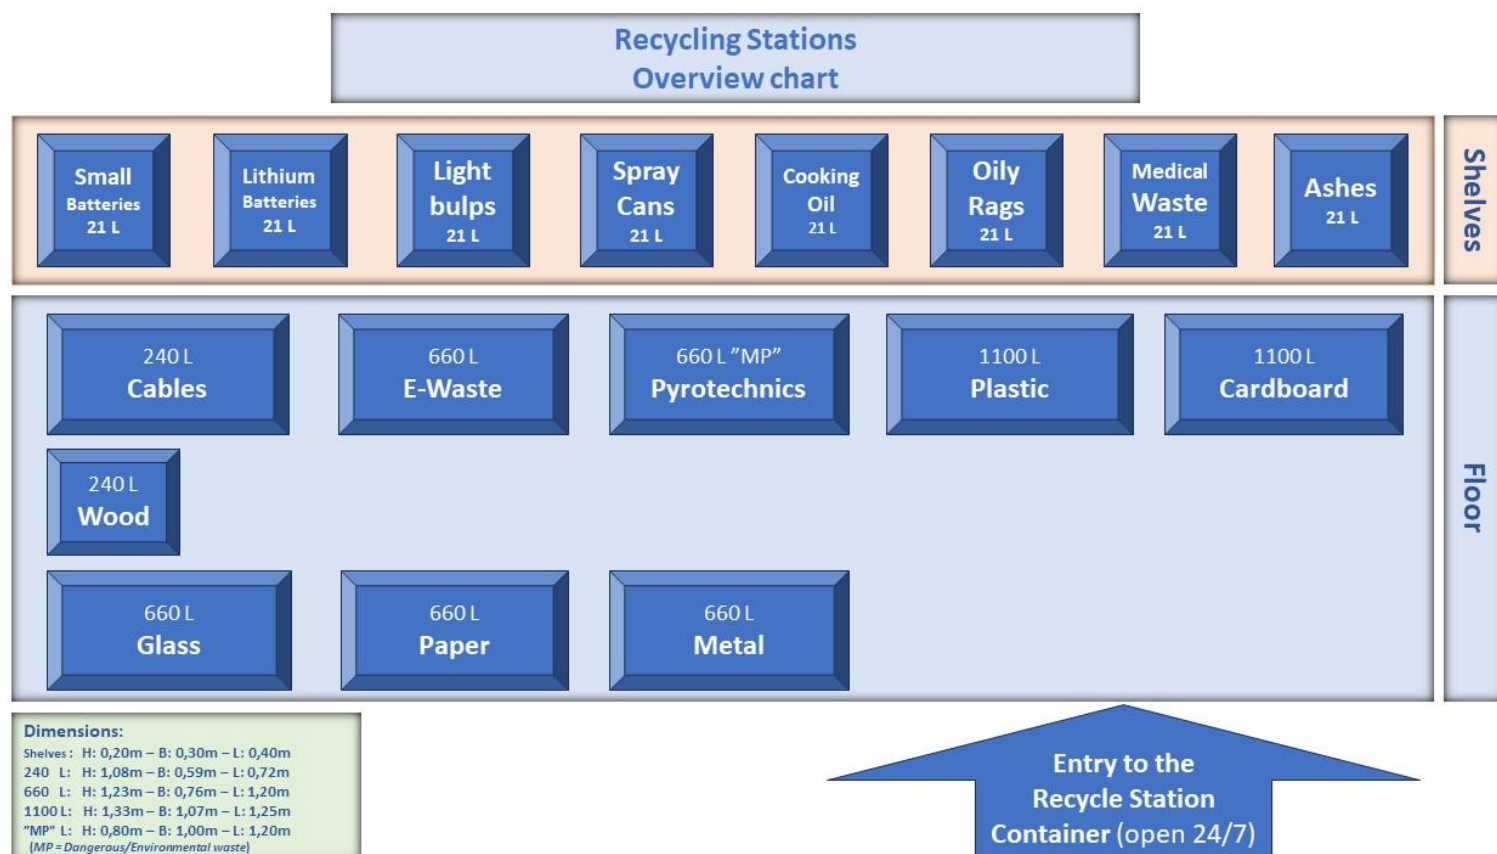 Recycling Stations
Overview chart
Small
Batteries
21 L
Lithium
Batteries
21 L
Light
bulps
21 L
Spray
Cans
21 L
Cooking
Oil
21 L
Oily
Rags
21 L
Medical
Waste
21 L
Ashes
21 L
Shelves
240 L
Cables
660 L
E-Waste
660 L ”MP”
Pyrotechnics
1100 L
Plastic
1100 L
Cardboard
240 L
Wood
Floor
660 L
Glass
660 L
Paper
660 L
Metal
Dimensions:
Shelves : H: 0,20m – B: 0,30m – L: 0,40m
240 L: H: 1,08m – B: 0,59m – L: 0,72m
660 L: H: 1,23m – B: 0,76m – L: 1,20m
1100 L: H: 1,33m – B: 1,07m – L: 1,25m
”MP” L: H: 0,80m – B: 1,00m – L: 1,20m
(MP = Dangerous/Environmental waste)
Entry to the
Recycle Station
Container (open 24/7)